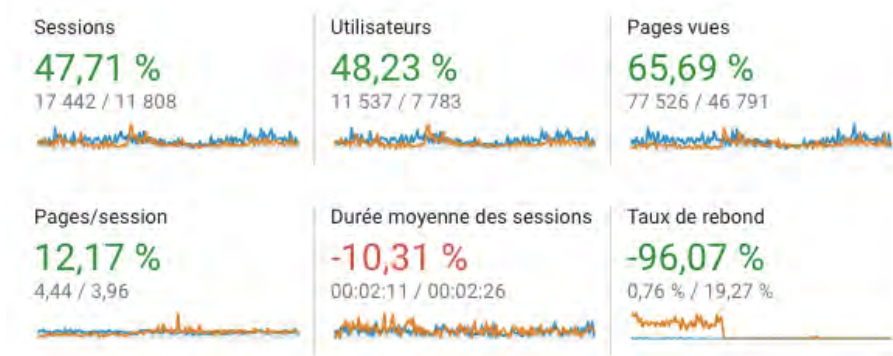 Sessions
47,71 %
17 442 / 11 808
Utilisateurs
48,23 %
11 537 / 7 783
Pages vues
65,69 %
77 526 / 46 791
Pages/session
12,17 %
4,44 / 3,96
Durée moyenne des sessions
-10,31 %
00:02:11 / 00:02:26
Taux de rebond
-96,07 %
0,76 % / 19,27 %